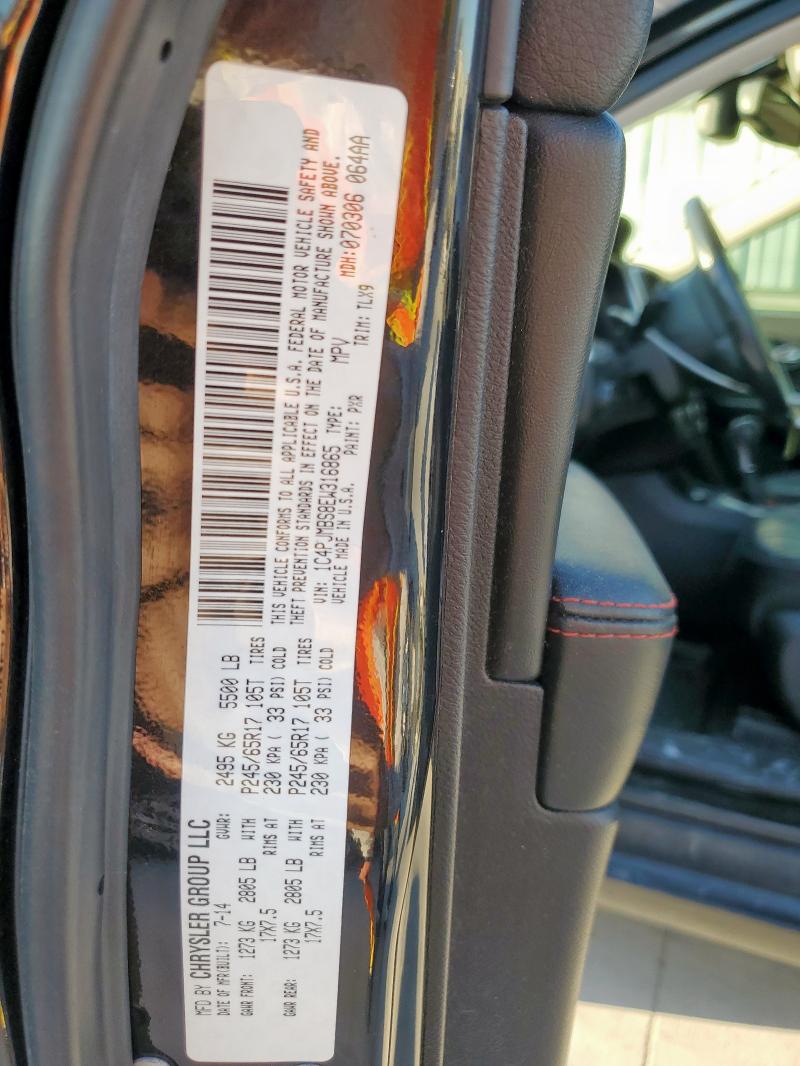 MFD BY CHRYSLER GROUP LLC
DATE OF MFR(BUILT): 7-14 GVWR: 2495 KG 5500 LB
GAWR FRONT: 1273 KG 2805 LB WITH P245/65R17 105T TIRES
17X7.5 RIMS AT 230 KPA ( 33 PSI) COLD
GAWR REAR: 1273 KG 2805 LB WITH P245/65R17 105T TIRES
17X7.5 RIMS AT 230 KPA ( 33 PSI) COLD
THIS VEHICLE CONFORMS TO ALL APPLICABLE U.S.A. FEDERAL MOTOR VEHICLE SAFETY AND
THEFT PREVENTION STANDARDS IN EFFECT ON THE DATE OF MANUFACTURE SHOWN ABOVE.
VIN: 1C4PJMBS8EW316865 TYPE: MPV MDH:070306 064AA
VEHICLE MADE IN U.S.A. PAINT: PXR TRIM: TLX9